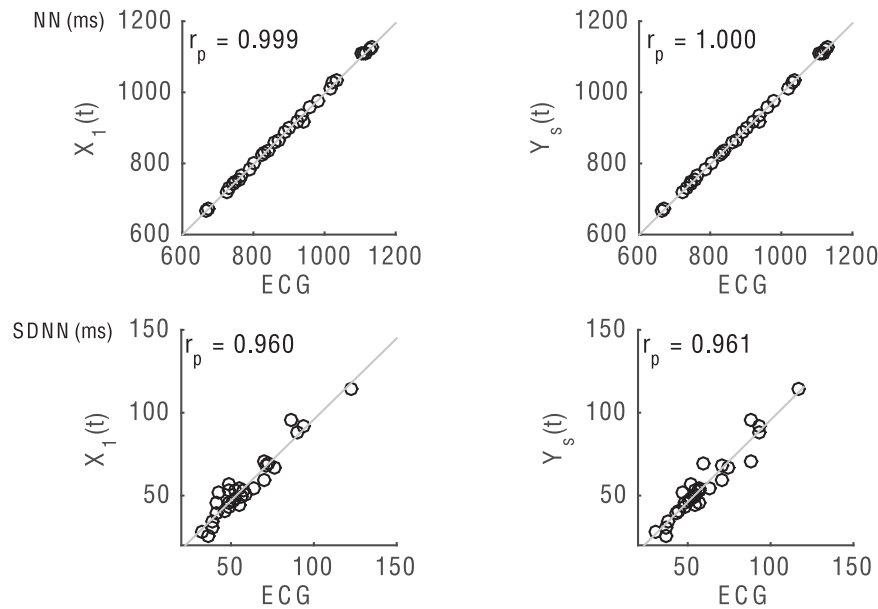 NN (ms)
1200
r_p = 0.999
1000
X_1(t)
800
600
600 800 1000 1200
ECG
1200
r_p = 1.000
1000
Y_s(t)
800
600
600 800 1000 1200
ECG
SDNN (ms)
150
r_p = 0.960
100
X_1(t)
50
50 100 150
ECG
150
r_p = 0.961
100
Y_s(t)
50
50 100 150
ECG